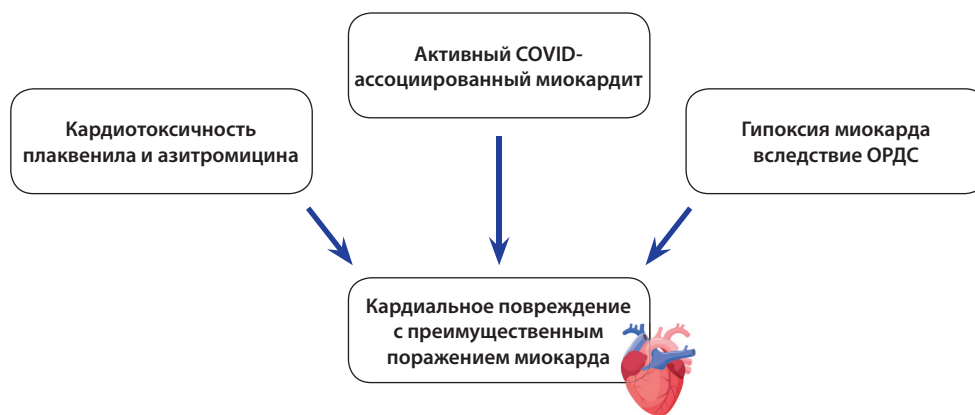 Активный COVID-
ассоциированный миокардит
Кардиотоксичность
плаквенила и азитромицина
Гипоксия миокарда
вследствие ОРДС
Кардиальное повреждение
с преимущественным
поражением миокарда